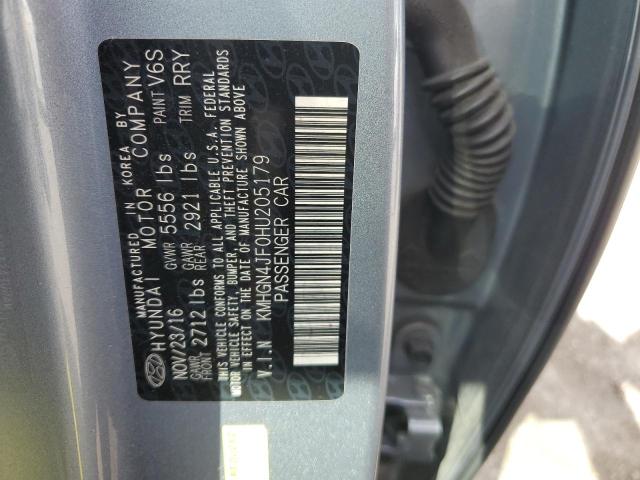 MANUFACTURED IN KOREA BY
HYUNDAI MOTOR COMPANY
NOV/23/16 GVWR 5556 lbs PAINT V6S
GAWR FRONT 2712 lbs GAWR REAR 2921 lbs TRIM RRY
THIS VEHICLE CONFORMS TO ALL APPLICABLE U.S.A. FEDERAL
MOTOR VEHICLE SAFETY, BUMPER, AND THEFT PREVENTION STANDARDS
IN EFFECT ON THE DATE OF MANUFACTURE SHOWN ABOVE
V.I.N KMHGN4JF0HU205179
PASSENGER CAR